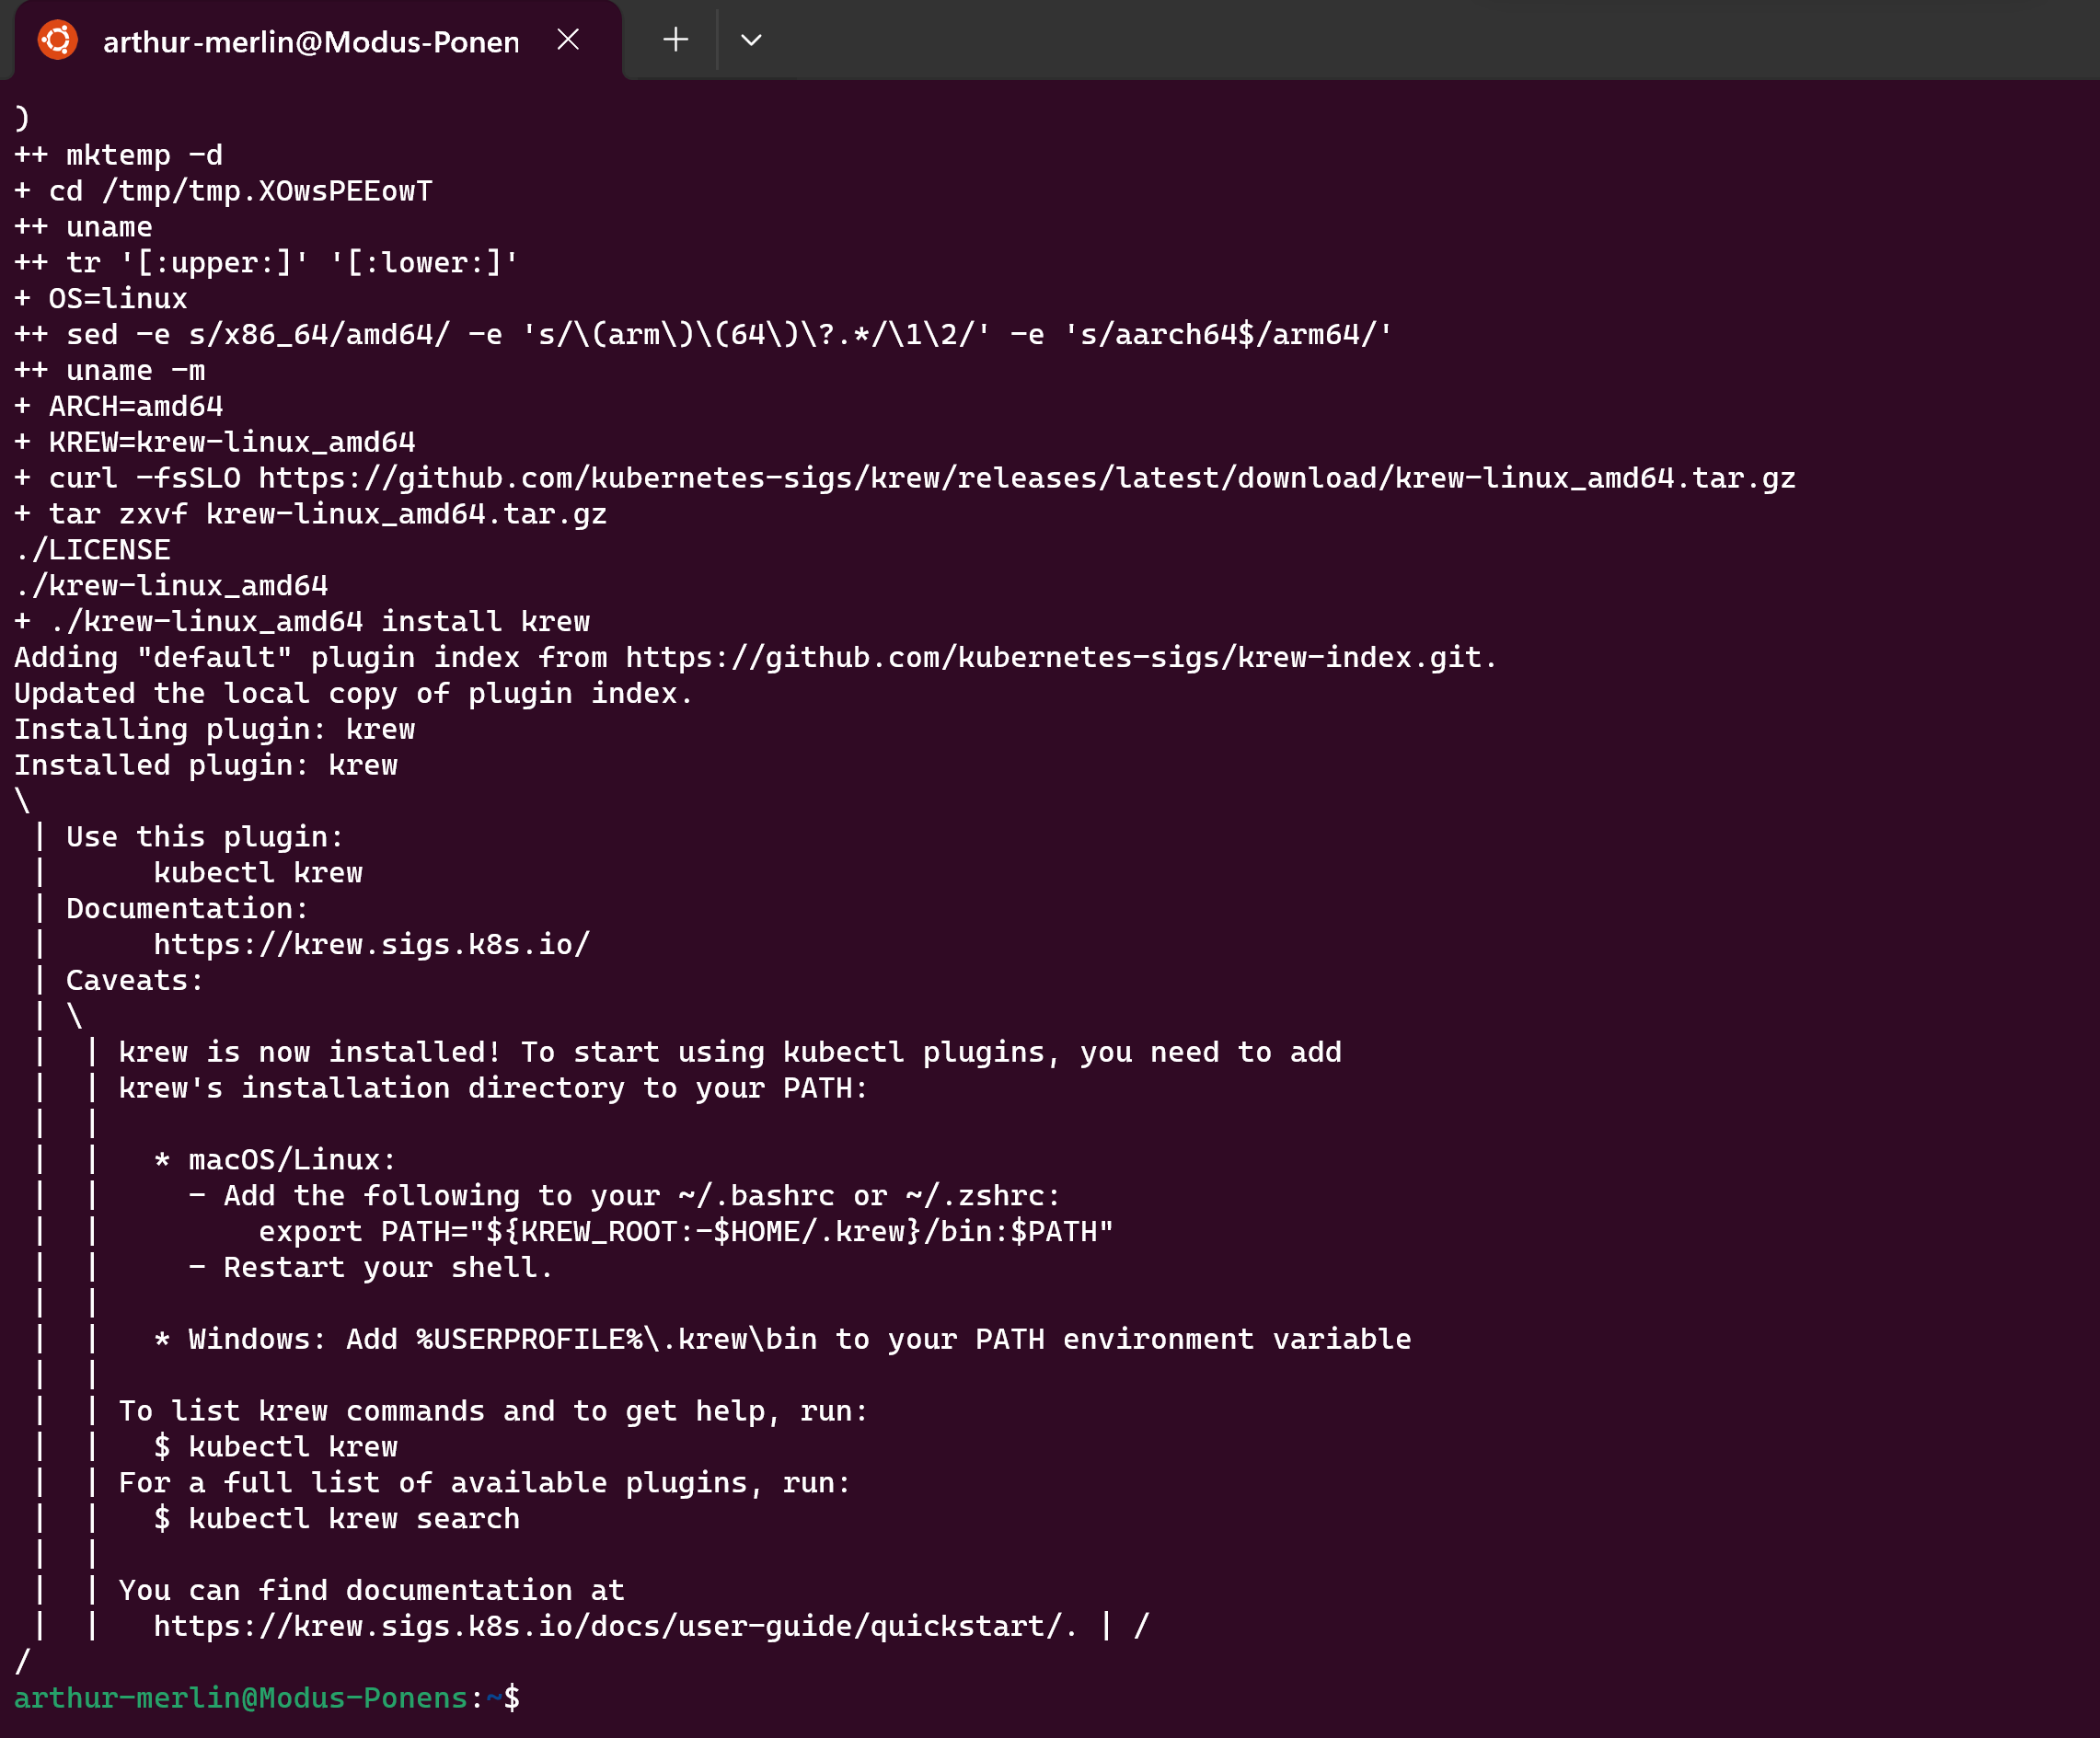 arthur-merlin@Modus-Ponen
)
++ mktemp -d
+ cd /tmp/tmp.XOwsPEEowT
++ uname
++ tr '[:upper:]' '[:lower:]'
+ OS=linux
++ sed -e s/x86_64/amd64/ -e 's/\(arm\)\(64\)\?.*/\1\2/' -e 's/aarch64$/arm64/'
++ uname -m
+ ARCH=amd64
+ KREW=krew-linux_amd64
+ curl -fsSLO https://github.com/kubernetes-sigs/krew/releases/latest/download/krew-linux_amd64.tar.gz
+ tar zxvf krew-linux_amd64.tar.gz
./LICENSE
./krew-linux_amd64
+ ./krew-linux_amd64 install krew
Adding "default" plugin index from https://github.com/kubernetes-sigs/krew-index.git.
Updated the local copy of plugin index.
Installing plugin: krew
Installed plugin: krew
\
 | Use this plugin:
 |      kubectl krew
 | Documentation:
 |      https://krew.sigs.k8s.io/
 | Caveats:
 | \
 |  | krew is now installed! To start using kubectl plugins, you need to add
 |  | krew's installation directory to your PATH:
 |  |
 |  |   * macOS/Linux:
 |  |     - Add the following to your ~/.bashrc or ~/.zshrc:
 |  |         export PATH="${KREW_ROOT:-$HOME/.krew}/bin:$PATH"
 |  |     - Restart your shell.
 |  |
 |  |   * Windows: Add %USERPROFILE%\.krew\bin to your PATH environment variable
 |  |
 |  | To list krew commands and to get help, run:
 |  |   $ kubectl krew
 |  | For a full list of available plugins, run:
 |  |   $ kubectl krew search
 |  |
 |  | You can find documentation at
 |  |   https://krew.sigs.k8s.io/docs/user-guide/quickstart/. | /
/
arthur-merlin@Modus-Ponens:~$